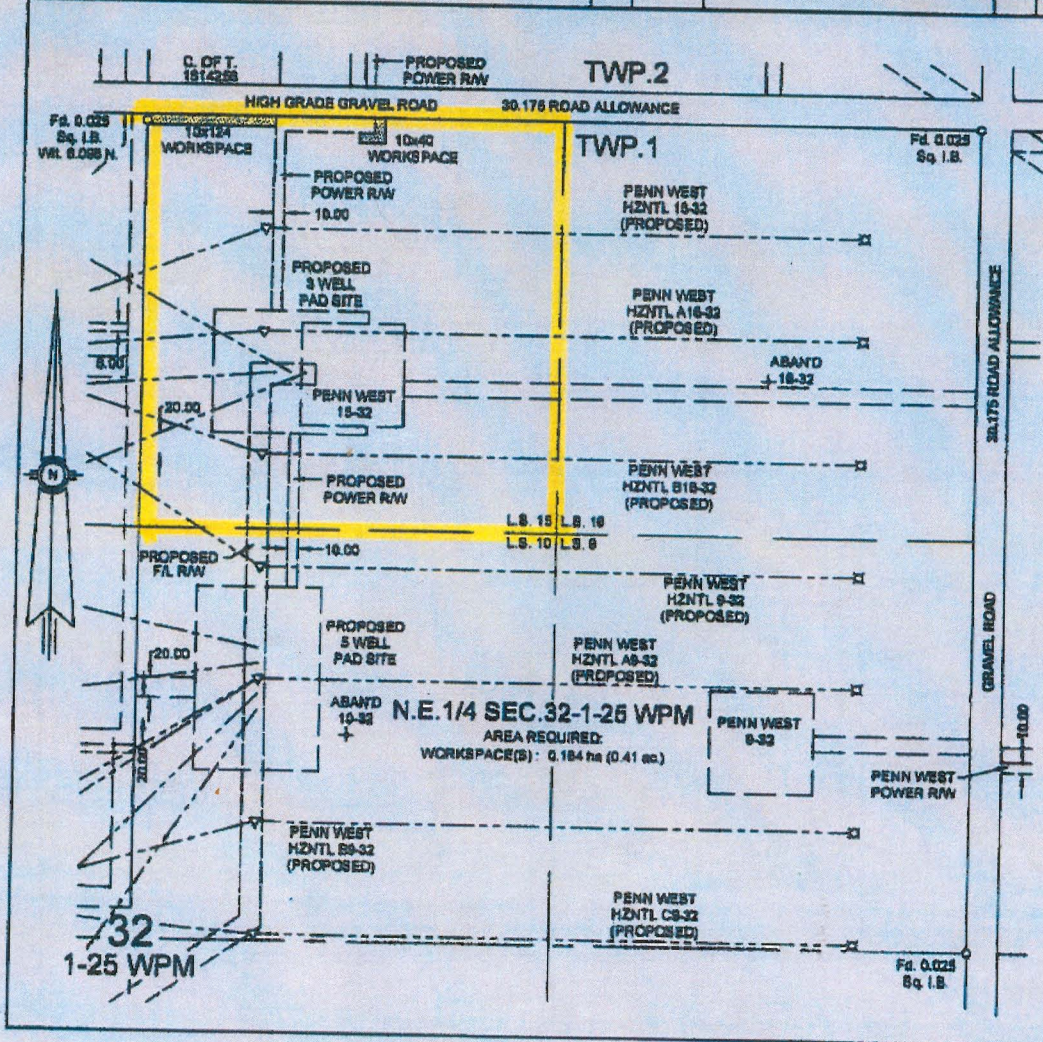 C. OF T.
1514256
PROPOSED
POWER R/W
TWP.2
HIGH GRADE GRAVEL ROAD
30.175 ROAD ALLOWANCE
Fd. 0.025
Sq. I.B.
Wit. 6.096 N.
10x124
WORKSPACE
10x40
WORKSPACE
TWP.1
Fd. 0.025
Sq. I.B.
PROPOSED
POWER R/W
10.00
PENN WEST
HZNTL 16-32
(PROPOSED)
PROPOSED
3 WELL
PAD SITE
PENN WEST
HZNTL A16-32
(PROPOSED)
30.175 ROAD ALLOWANCE
ABAN'D
16-32
PENN WEST
15-32
20.00
N
PROPOSED
POWER R/W
PENN WEST
HZNTL B16-32
(PROPOSED)
L.S. 15
L.S. 16
L.S. 10
L.S. 9
PROPOSED
F/L R/W
10.00
PENN WEST
HZNTL 9-32
(PROPOSED)
GRAVEL ROAD
PROPOSED
5 WELL
PAD SITE
PENN WEST
HZNTL A9-32
(PROPOSED)
20.00
ABAN'D
10-32
N.E.1/4 SEC.32-1-25 WPM
AREA REQUIRED:
WORKSPACE(S): 0.164 ha (0.41 ac.)
PENN WEST
9-32
20.00
10.00
PENN WEST
POWER R/W
PENN WEST
HZNTL B9-32
(PROPOSED)
PENN WEST
HZNTL C9-32
(PROPOSED)
32
1-25 WPM
Fd. 0.025
Sq. I.B.